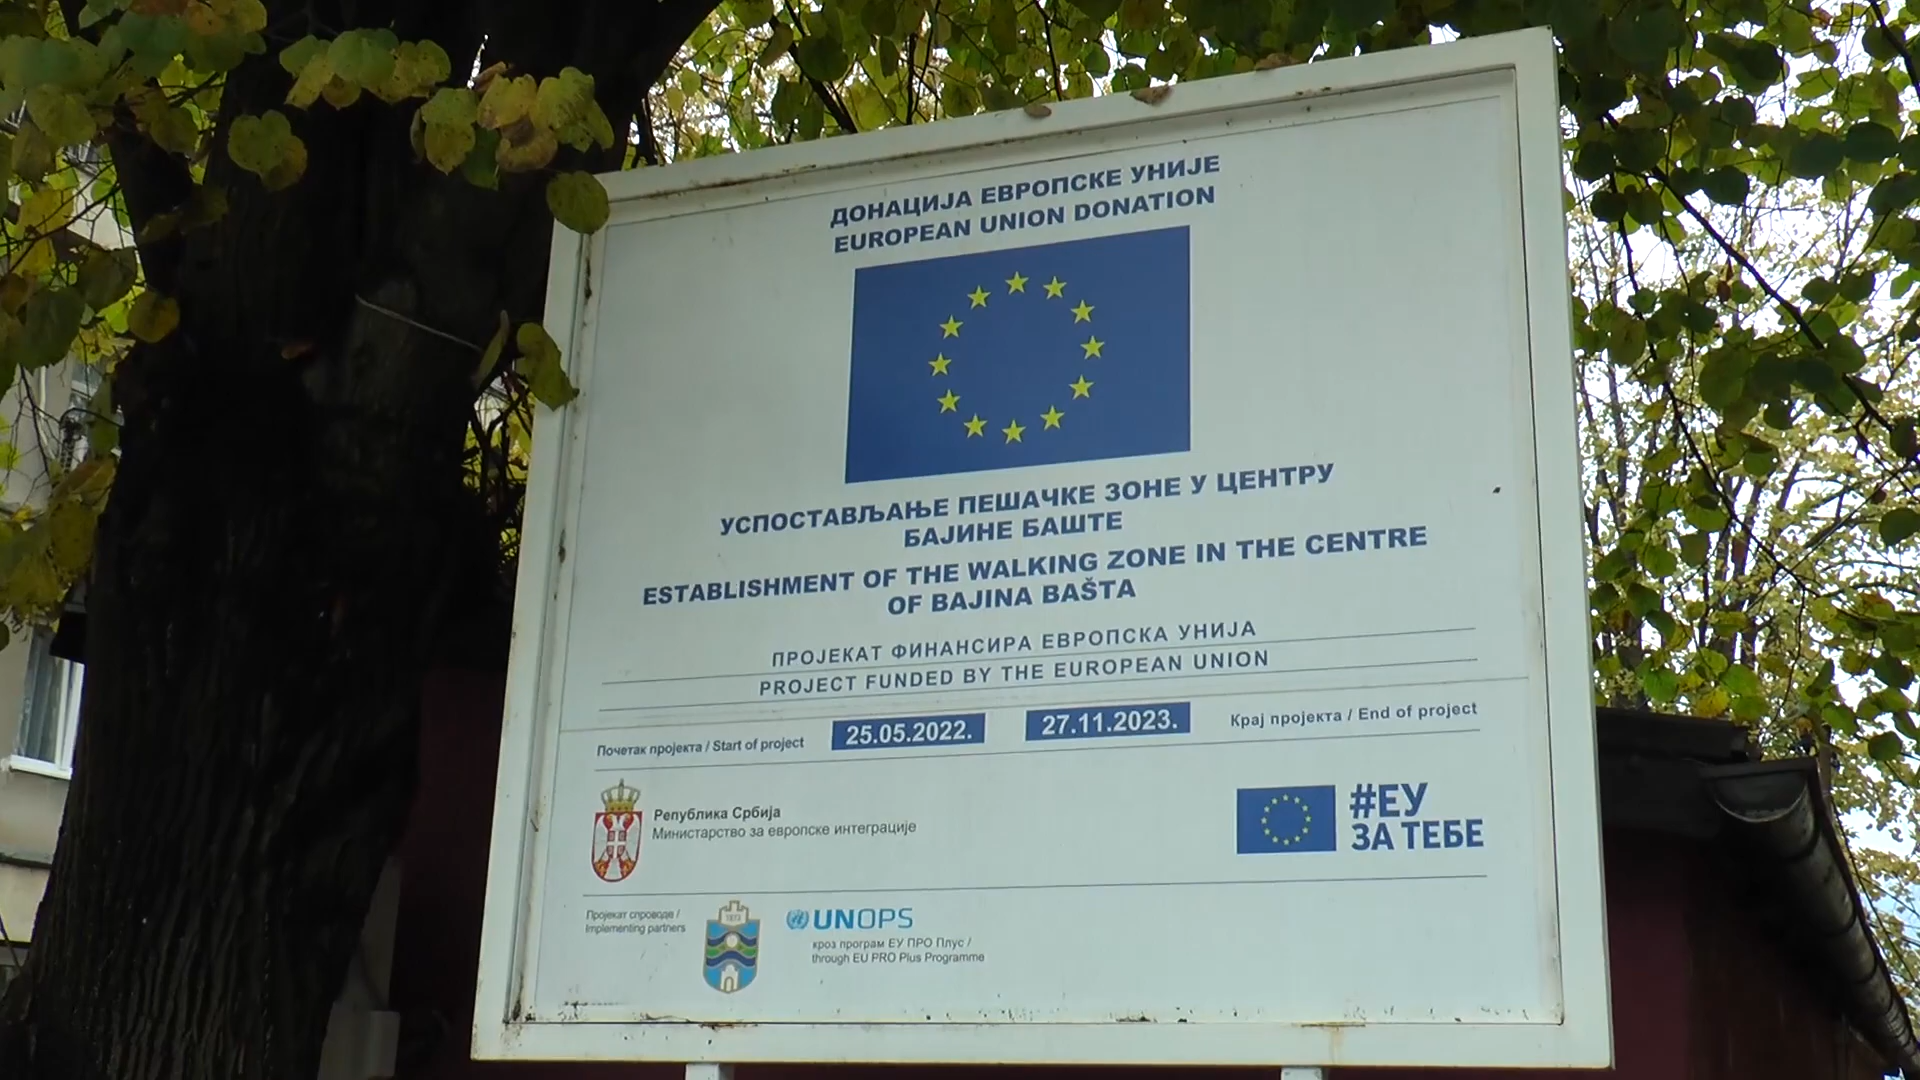 ДОНАЦИЈА ЕВРОПСКЕ УНИЈЕ
EUROPEAN UNION DONATION
УСПОСТАВЉАЊЕ ПЕШАЧКЕ ЗОНЕ У ЦЕНТРУ
БАЈИНЕ БАШТЕ
ESTABLISHMENT OF THE WALKING ZONE IN THE CENTRE
OF BAJINA BAŠTA
ПРОЈЕКАТ ФИНАНСИРА ЕВРОПСКА УНИЈА
PROJECT FUNDED BY THE EUROPEAN UNION
Почетак пројекта / Start of project 25.05.2022. 27.11.2023. Крај пројекта / End of project
Република Србија
Министарство за европске интеграције
#ЕУ
ЗА ТЕБЕ
Пројекат спроводе /
Implementing partners
1872
UNOPS
кроз програм ЕУ ПРО Плус /
through EU PRO Plus Programme